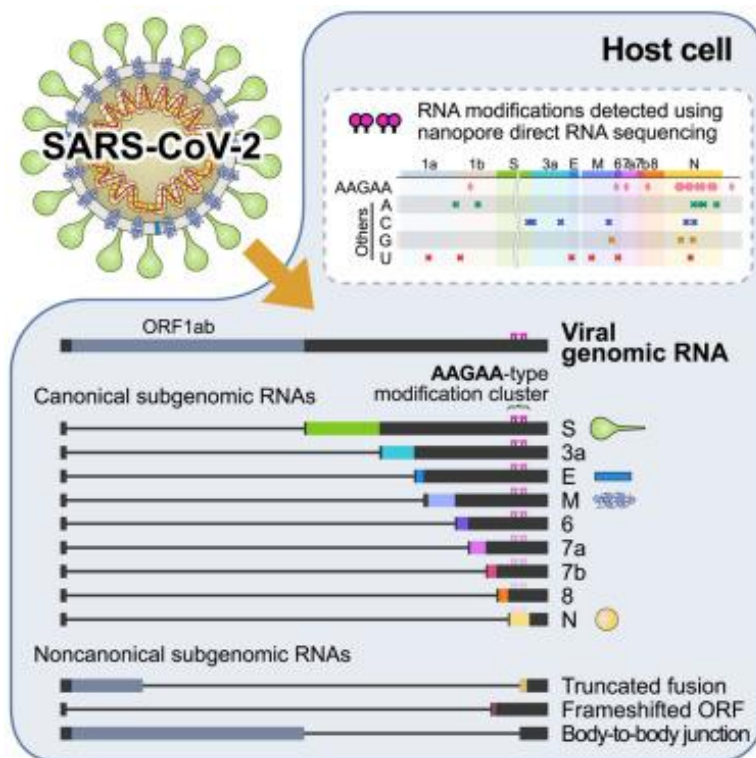 SARS-CoV-2
Host cell
RNA modifications detected using
nanopore direct RNA sequencing
1a 1b S 3a E M 67a7b8 N
AAGAA
Others
A
C
G
U
ORF1ab
Viral
genomic RNA
AAGAA-type
modification cluster
Canonical subgenomic RNAs
S
3a
E
M
6
7a
7b
8
N
Noncanonical subgenomic RNAs
Truncated fusion
Frameshifted ORF
Body-to-body junction